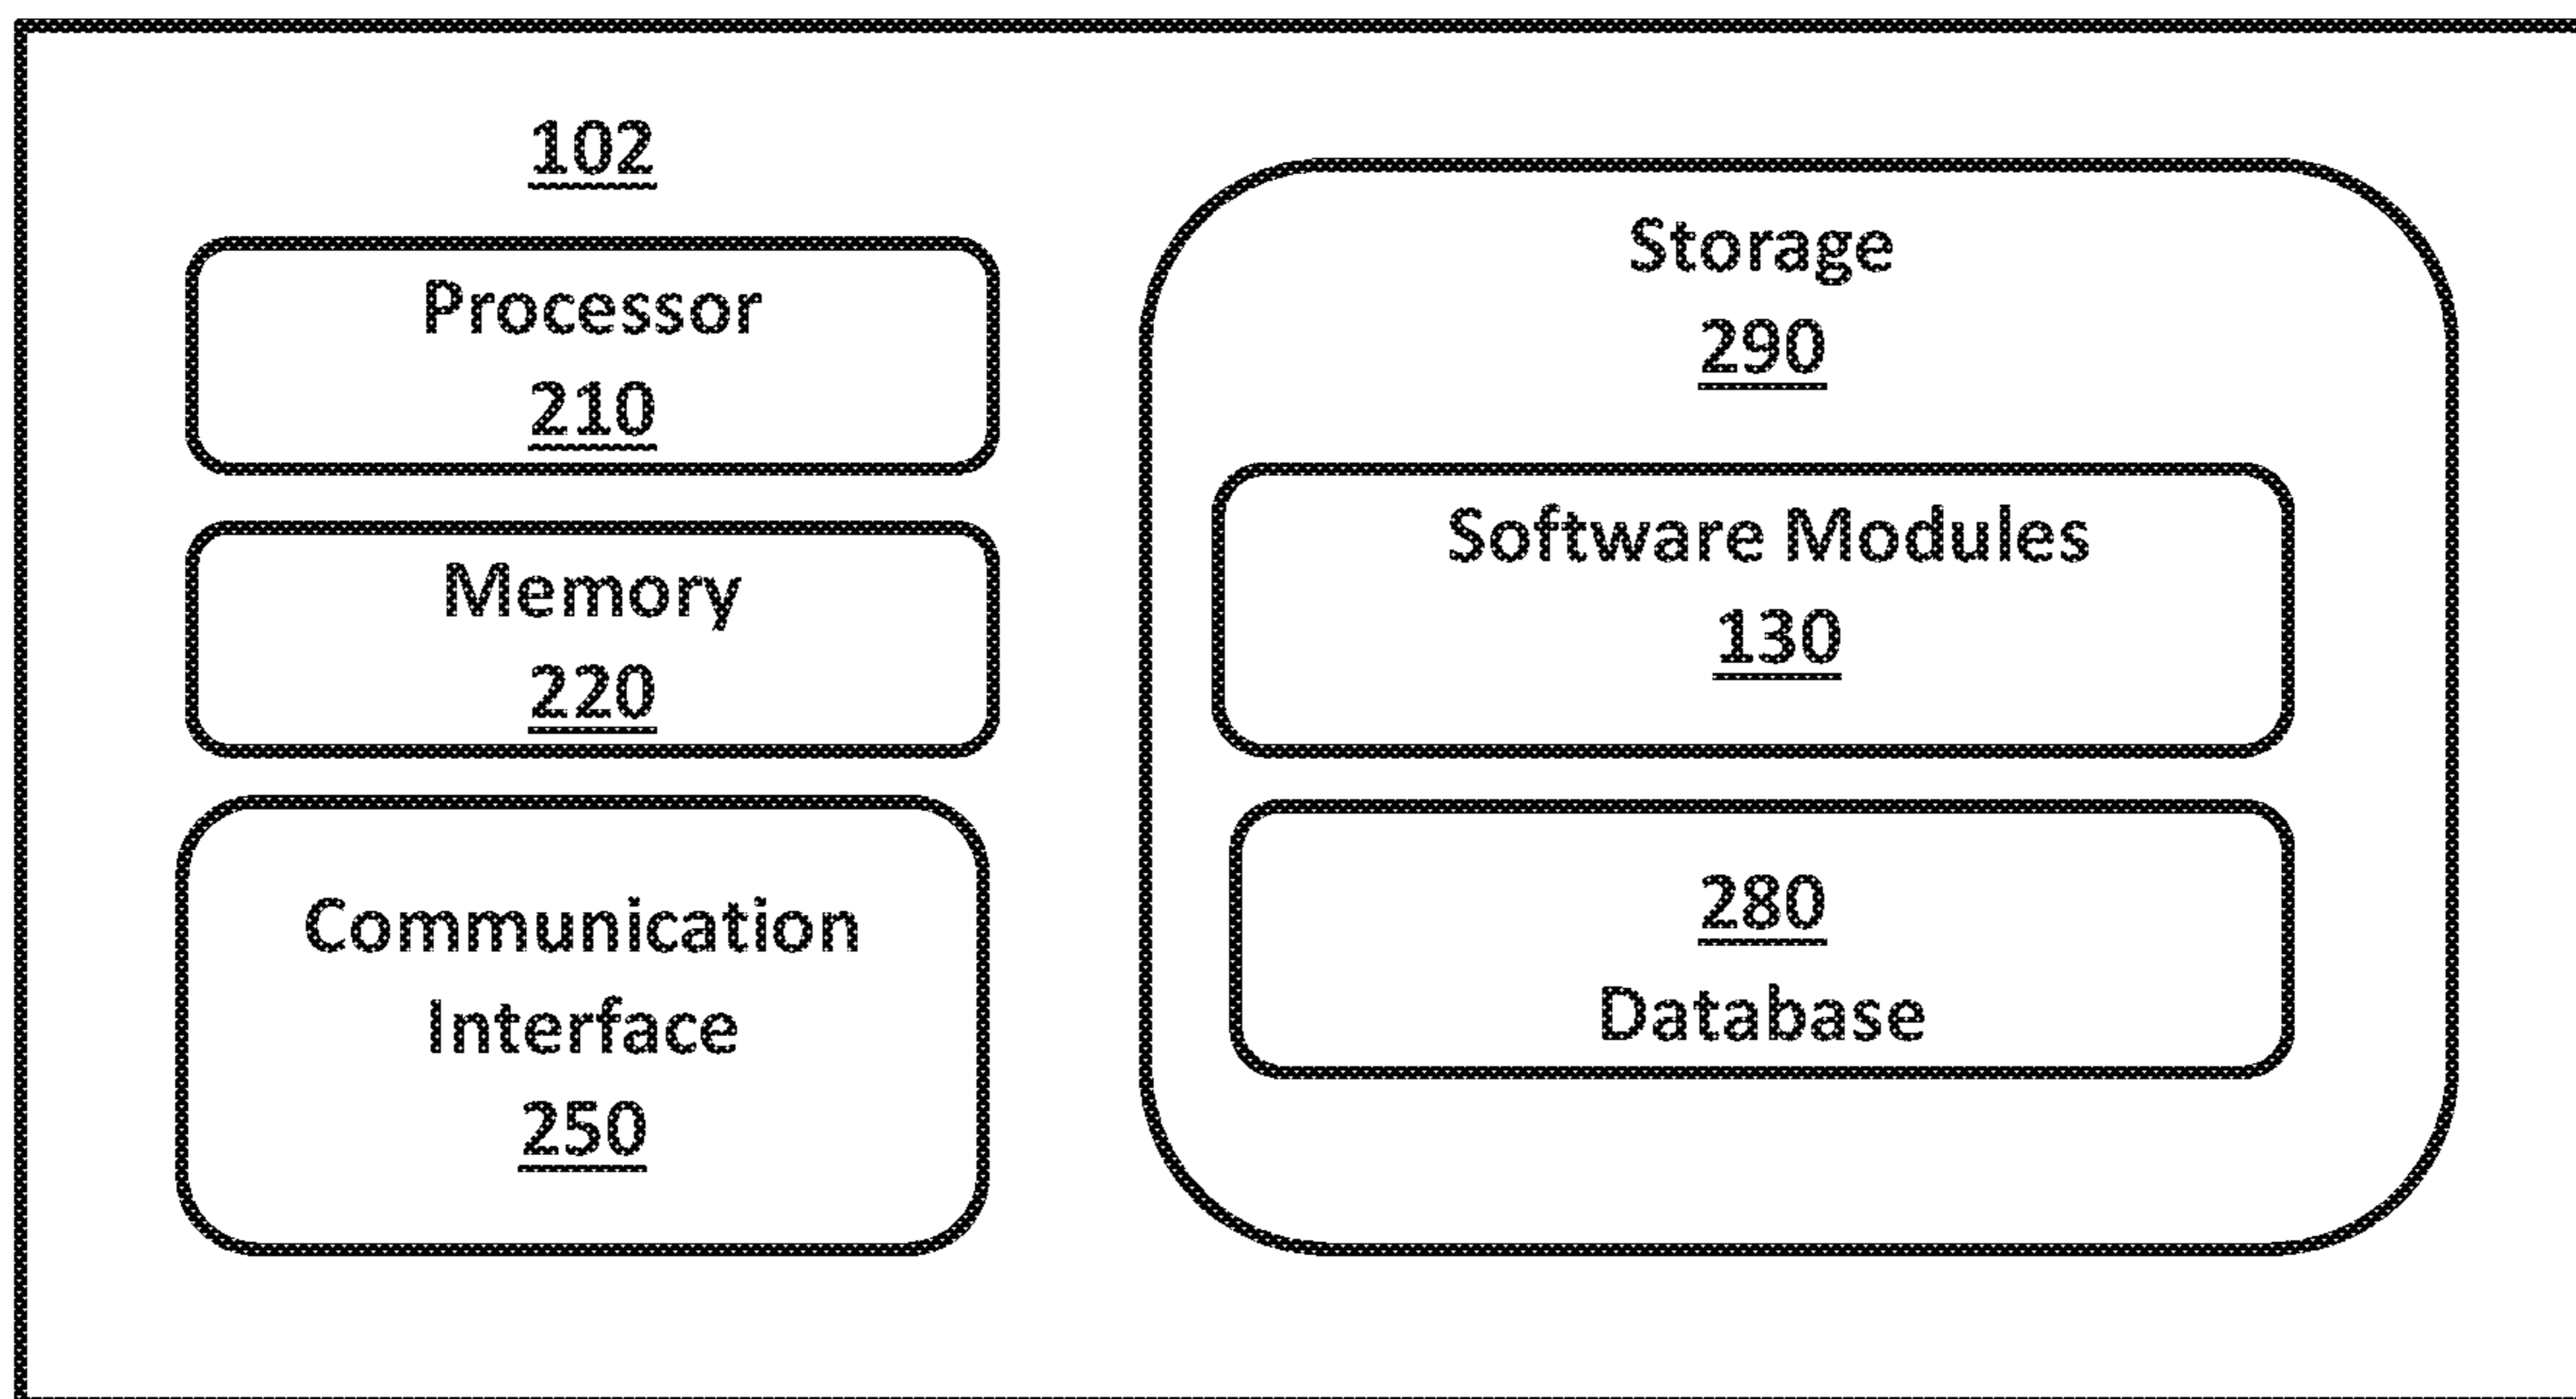 102
Processor
210
Memory
220
Communication
Interface
250
Storage
290
Software Modules
130
280
Database